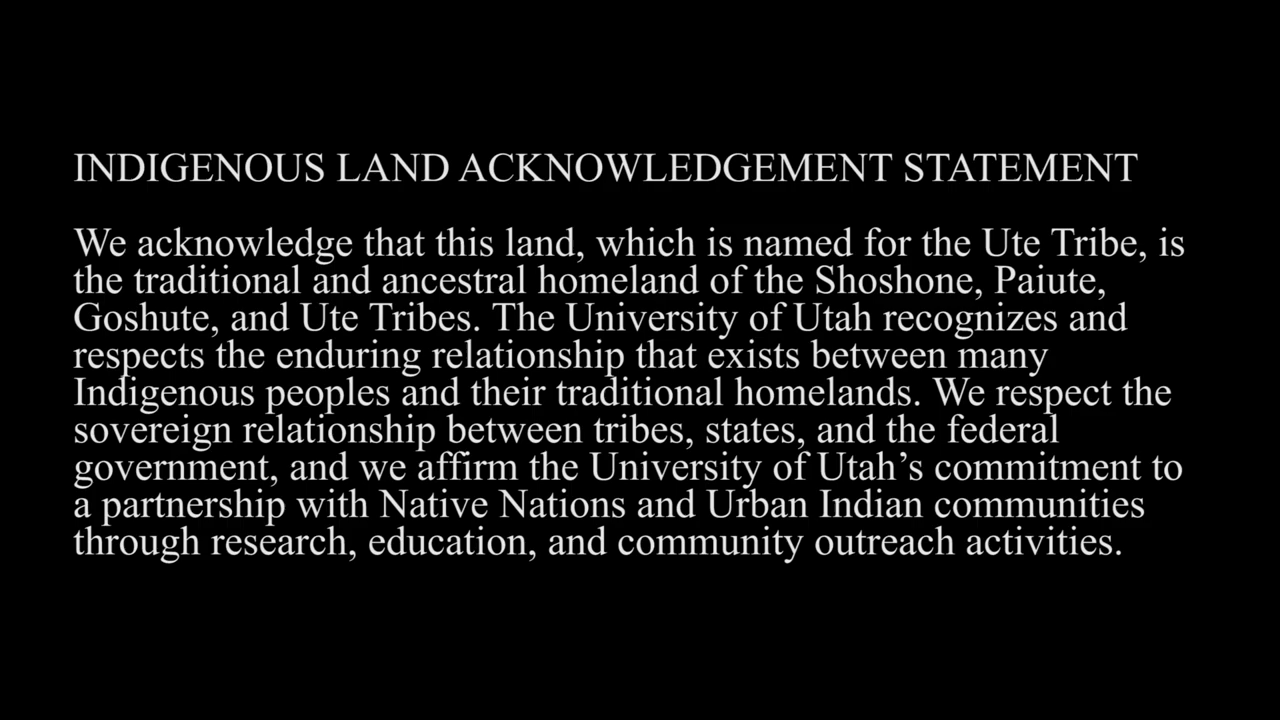 INDIGENOUS LAND ACKNOWLEDGEMENT STATEMENT
We acknowledge that this land, which is named for the Ute Tribe, is
the traditional and ancestral homeland of the Shoshone, Paiute,
Goshute, and Ute Tribes. The University of Utah recognizes and
respects the enduring relationship that exists between many
Indigenous peoples and their traditional homelands. We respect the
sovereign relationship between tribes, states, and the federal
government, and we affirm the University of Utah’s commitment to
a partnership with Native Nations and Urban Indian communities
through research, education, and community outreach activities.